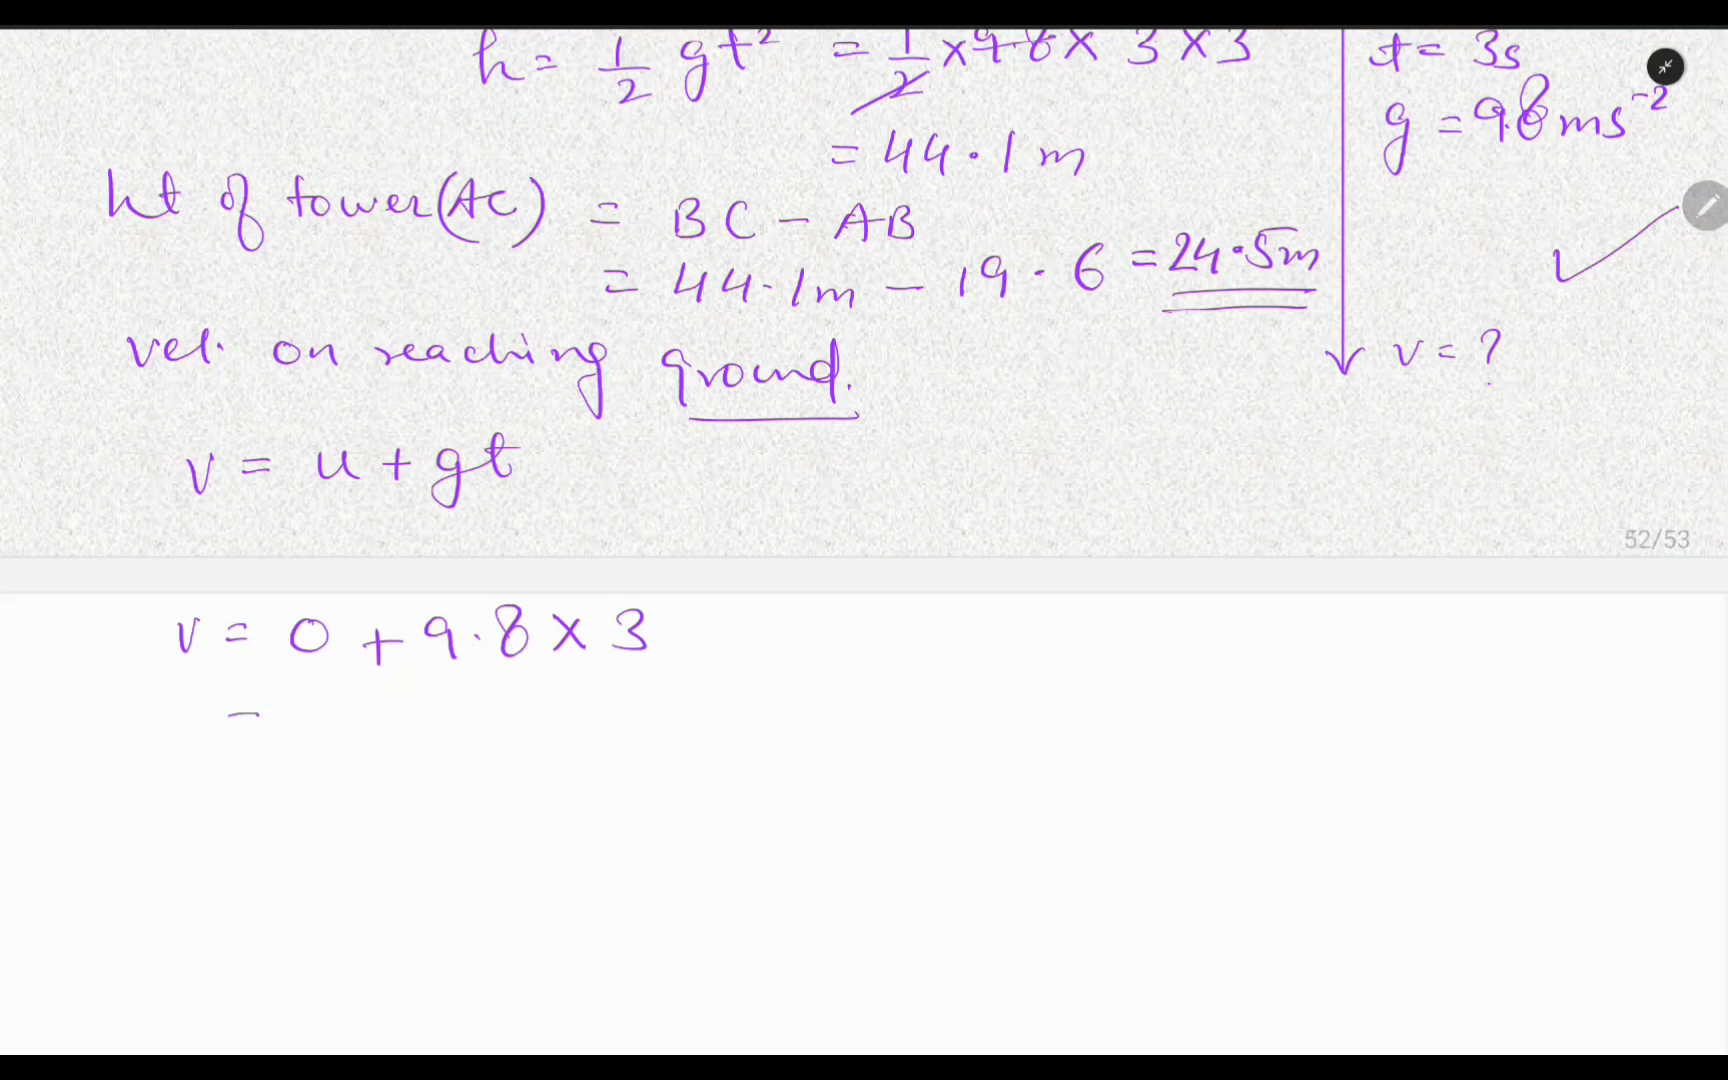 h = 1/2 gt² = 1/2 x 9.8 x 3 x 3
t = 3s
g = 9.8 ms⁻²
= 44.1 m
ht of tower (AC) = BC - AB
= 44.1m - 19.6 = 24.5m
vel. on reaching ground.
v = ?
v = u + gt
52/53
v = 0 + 9.8 x 3